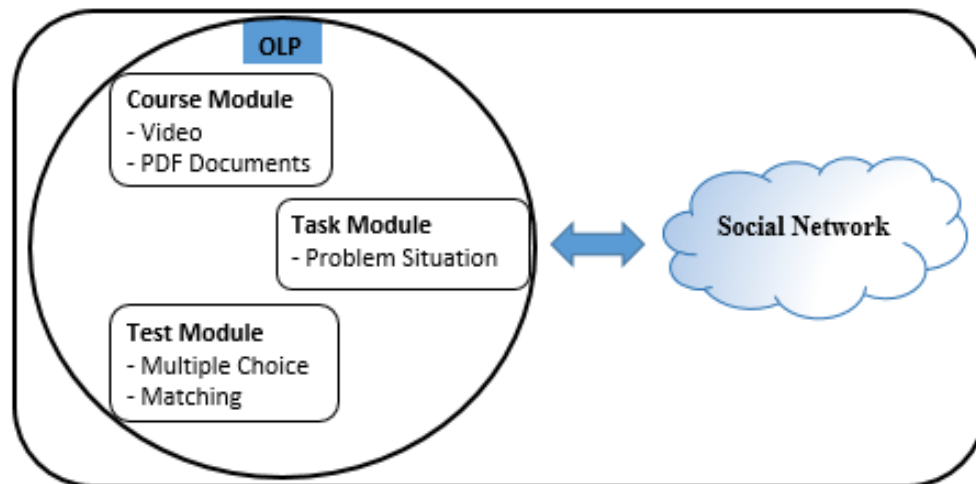 OLP
Course Module
- Video
- PDF Documents
Task Module
- Problem Situation
Social Network
Test Module
- Multiple Choice
- Matching